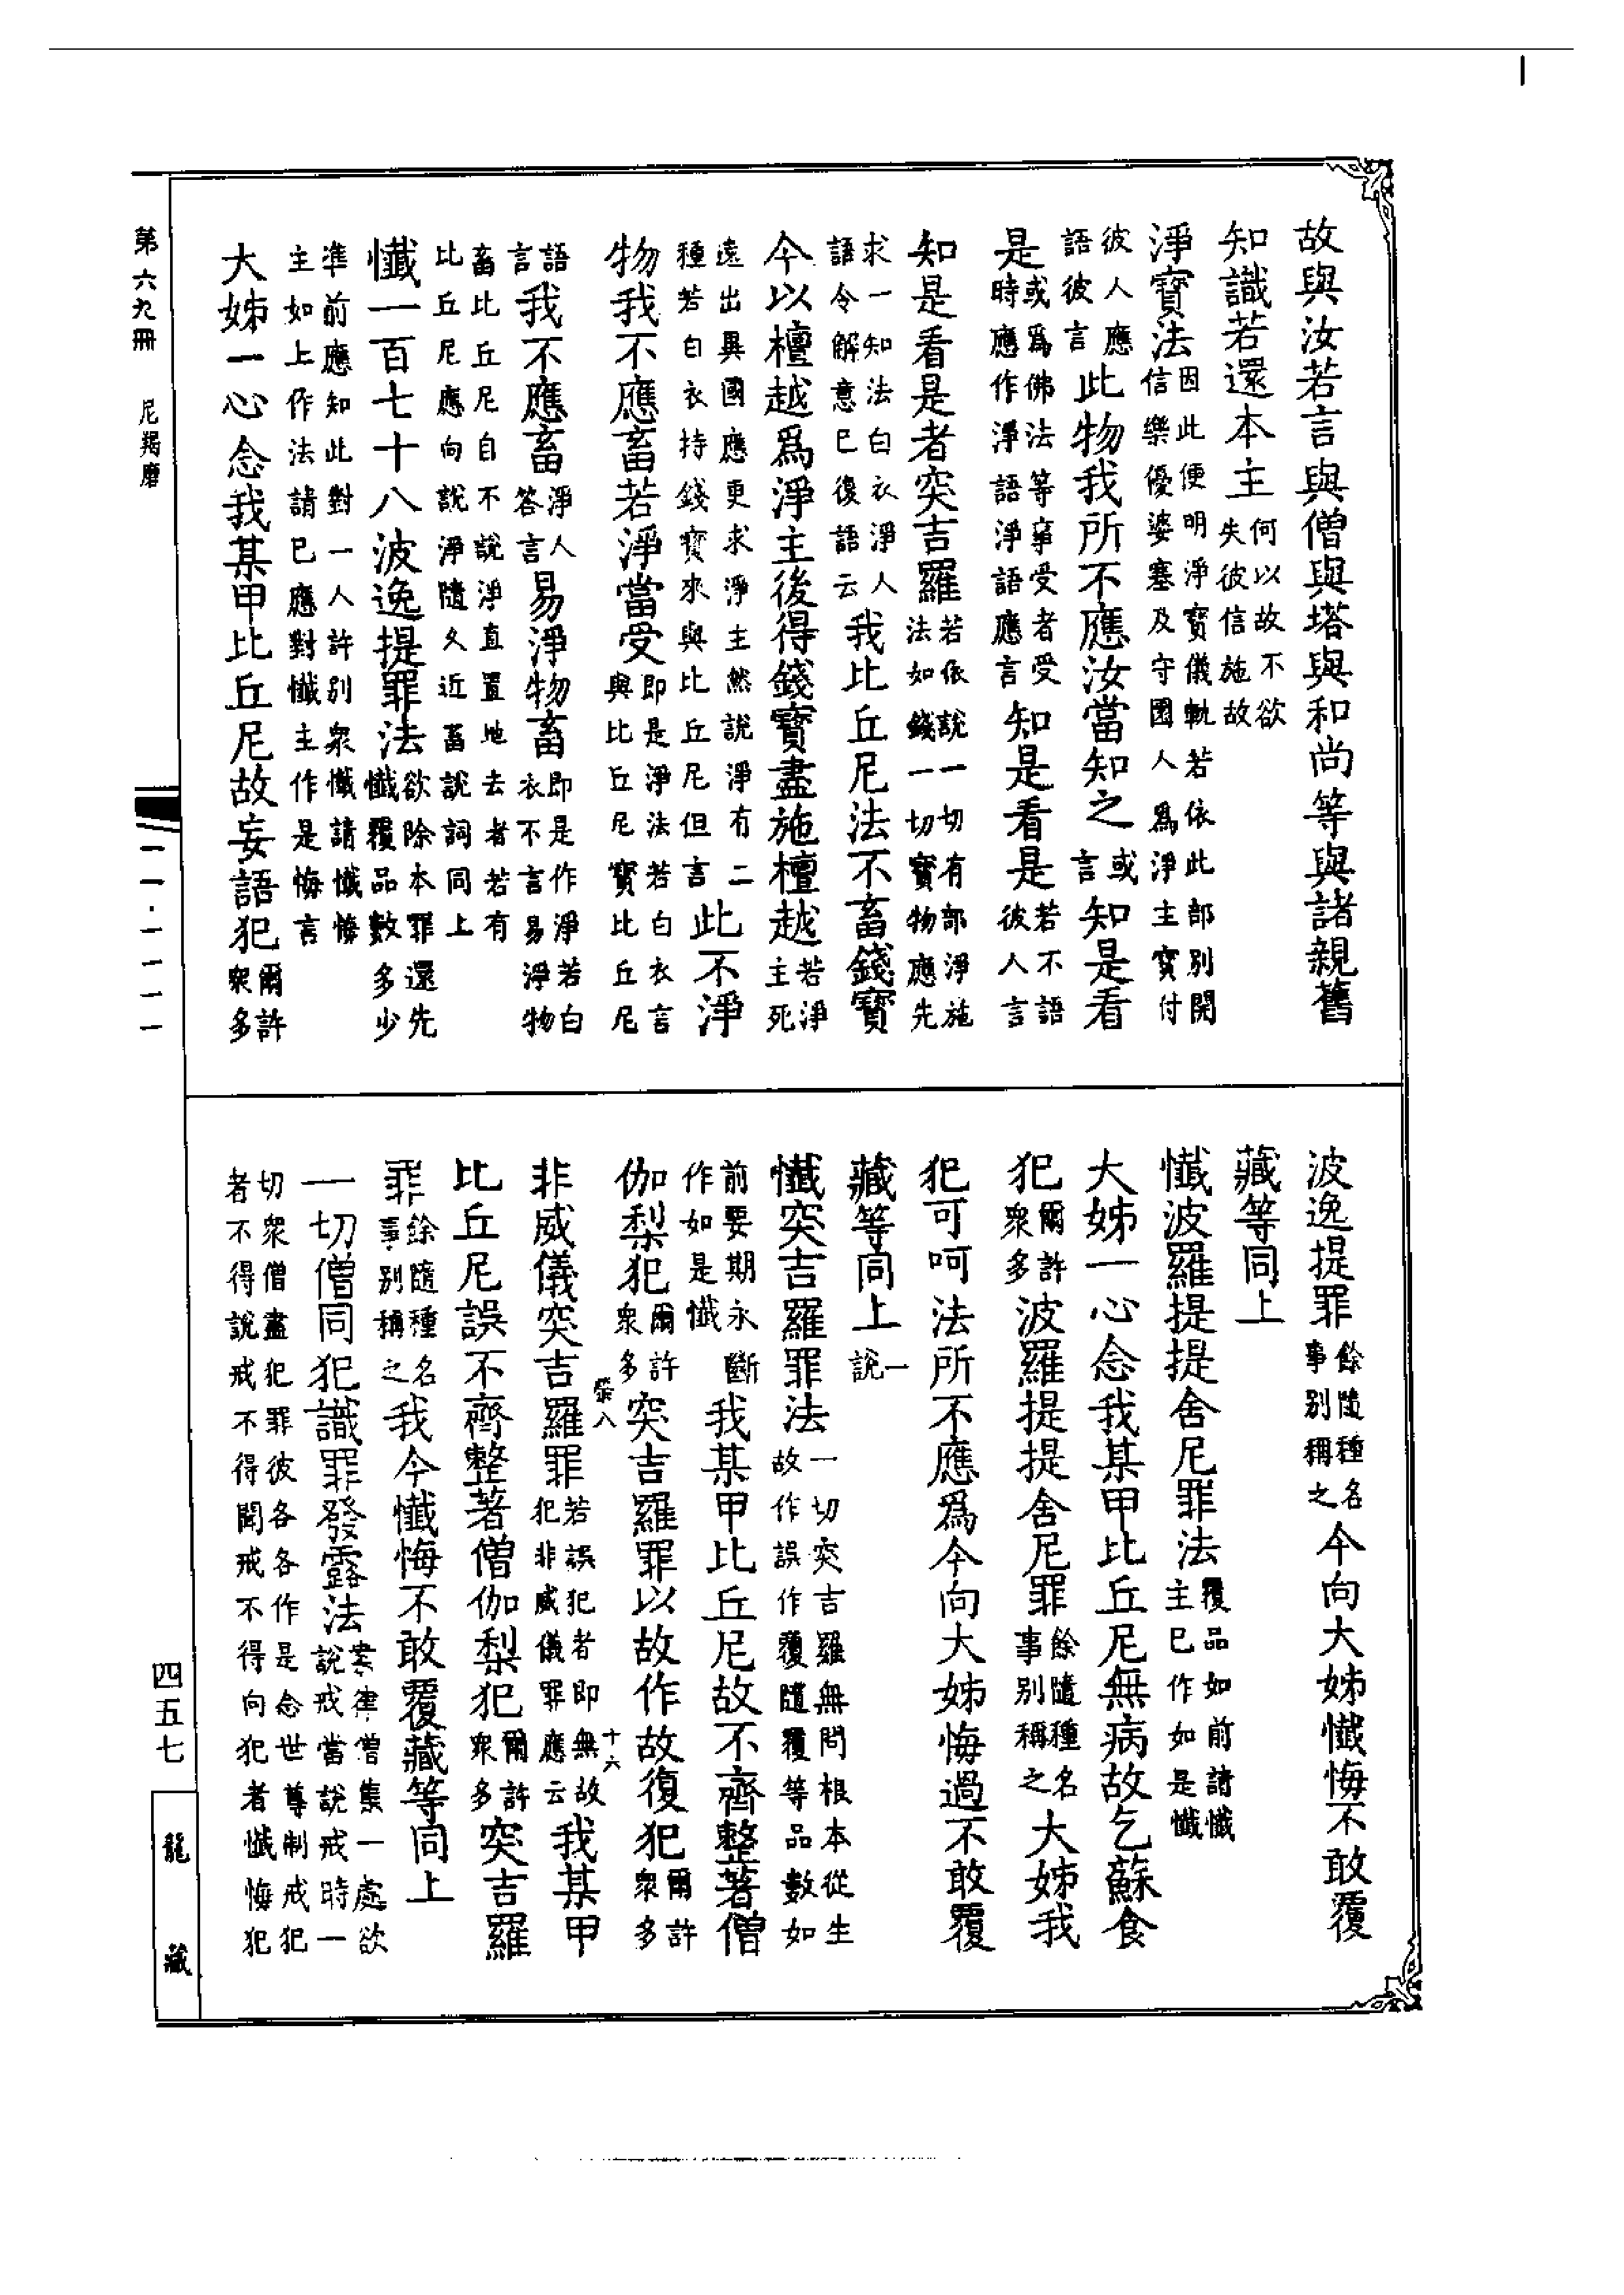 故與汝若言與僧與塔與和尚等與諸親舊
知識若還本主何以故不欲失彼信施故
淨寶法因此便明淨寶儀軌若依此部別開信樂優婆塞及守園人爲淨主寶付
彼人應語彼言此物我所不應汝當知之或言知是看
是或爲佛法等事受者受時應作淨語淨語應言知是看是若不語彼人言
知是看是者突吉羅若依說一切有部淨施法如錢一切寶物應先
求一知法白衣淨人語令解意已復語云我比丘尼法不畜錢寶
今以檀越爲淨主後得錢寶盡施檀越若淨主死
遠出異國應更求淨主然說淨有二種若白衣持錢寶來與比丘尼但言此不淨
物我不應畜若淨當受即是淨法若白衣言與比丘尼寶比丘尼
語言我不應畜淨人答言易淨物畜即是作淨若白衣不言易淨物
畜比丘尼自不說淨直置地去者若有比丘尼應向說淨隨久近畜說詞同上
懺一百七十八波逸提罪法欲除本罪還先懺覆品數多少
準前應知此對一人許別衆懺請懺悔主如上作法請已應對懺主作是悔言
大姊一心念我某甲比丘尼故妄語犯爾許衆多
波逸提罪餘隨種名事別稱之今向大姊懺悔不敢覆
藏等同上
懺波羅提提舍尼罪法覆品如前請懺主已作如是懺
大姊一心念我某甲比丘尼無病故乞蘇食
犯爾許衆多波羅提提舍尼罪餘隨種名事別稱之大姊我
犯可呵法所不應爲今向大姊悔過不敢覆
藏等同上一說
懺突吉羅罪法一切突吉羅無問根本從生故作誤作覆隨覆等品數如
前要期永斷作如是懺我某甲比丘尼故不齊整著僧
伽梨犯爾許衆多突吉羅罪以故作故復犯爾許衆多
非威儀突吉羅罪若誤犯者即無故犯非威儀罪應云我某甲
比丘尼誤不齊整著僧伽梨犯爾許衆多突吉羅
罪餘隨種名事別稱之我今懺悔不敢覆藏等同上
一切僧同犯識罪發露法案律僧集一處欲說戒當說戒時一
切衆僧盡犯罪彼各各作是念世尊制戒犯者不得說戒不得聞戒不得向犯者懺悔犯
榮八
十六
第六九冊 尼羯磨
一一·一一一一
四五七
龍藏